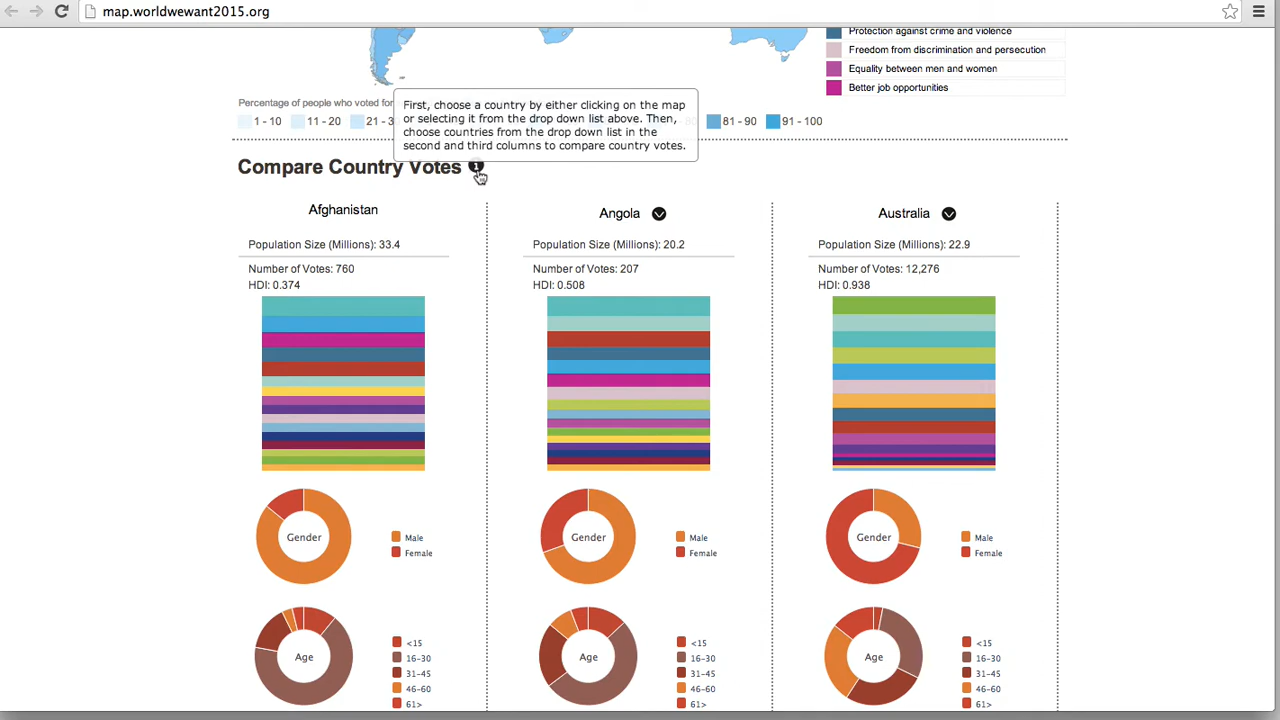 map.worldwewant2015.org
Protection against crime and violence
Freedom from discrimination and persecution
Equality between men and women
Better job opportunities
Percentage of people who voted for
First, choose a country by either clicking on the map
or selecting it from the drop down list above. Then,
choose countries from the drop down list in the
second and third columns to compare country votes.
1 - 10 11 - 20 21 - 3 81 - 90 91 - 100
Compare Country Votes
Afghanistan Angola Australia
Population Size (Millions): 33.4 Population Size (Millions): 20.2 Population Size (Millions): 22.9
Number of Votes: 760 Number of Votes: 207 Number of Votes: 12,276
HDI: 0.374 HDI: 0.508 HDI: 0.938
Gender Male Gender Male Gender Male
Female Female Female
<15 <15 <15
Age 16-30 Age 16-30 Age 16-30
31-45 31-45 31-45
46-60 46-60 46-60
61> 61> 61>